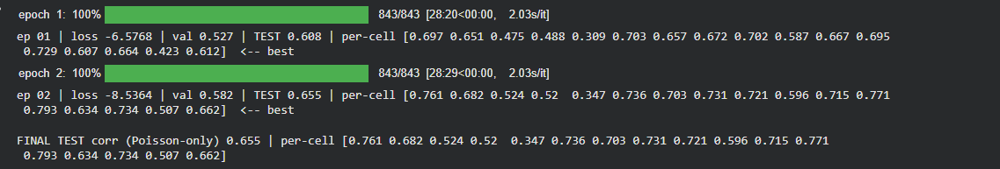 epoch 1: 100% 843/843 [28:20<00:00, 2.03s/it]
ep 01 | loss -6.5768 | val 0.527 | TEST 0.608 | per-cell [0.697 0.651 0.475 0.488 0.309 0.703 0.657 0.672 0.702 0.587 0.667 0.695
0.729 0.607 0.664 0.423 0.612] <-- best
epoch 2: 100% 843/843 [28:29<00:00, 2.03s/it]
ep 02 | loss -8.5364 | val 0.582 | TEST 0.655 | per-cell [0.761 0.682 0.524 0.52 0.347 0.736 0.703 0.731 0.721 0.596 0.715 0.771
0.793 0.634 0.734 0.507 0.662] <-- best
FINAL TEST corr (Poisson-only) 0.655 | per-cell [0.761 0.682 0.524 0.52 0.347 0.736 0.703 0.731 0.721 0.596 0.715 0.771
0.793 0.634 0.734 0.507 0.662]